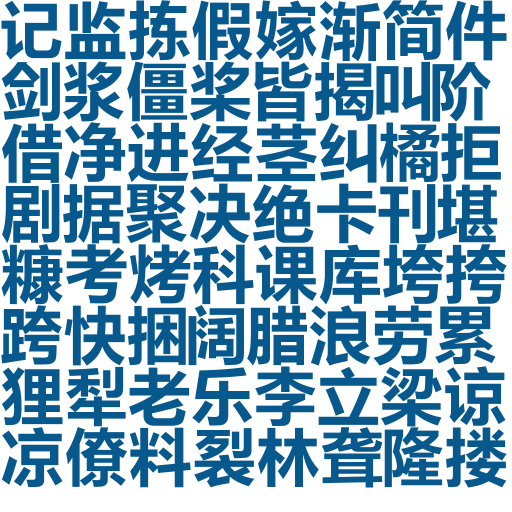 记监拣假嫁渐简件
剑浆僵桨皆揭叫阶
借净进经茎纠橘拒
剧据聚决绝卡刊堪
糠考烤科课库垮挎
跨快捆阔腊浪劳累
狸犁老乐李立梁谅
凉僚料裂林聋隆搂